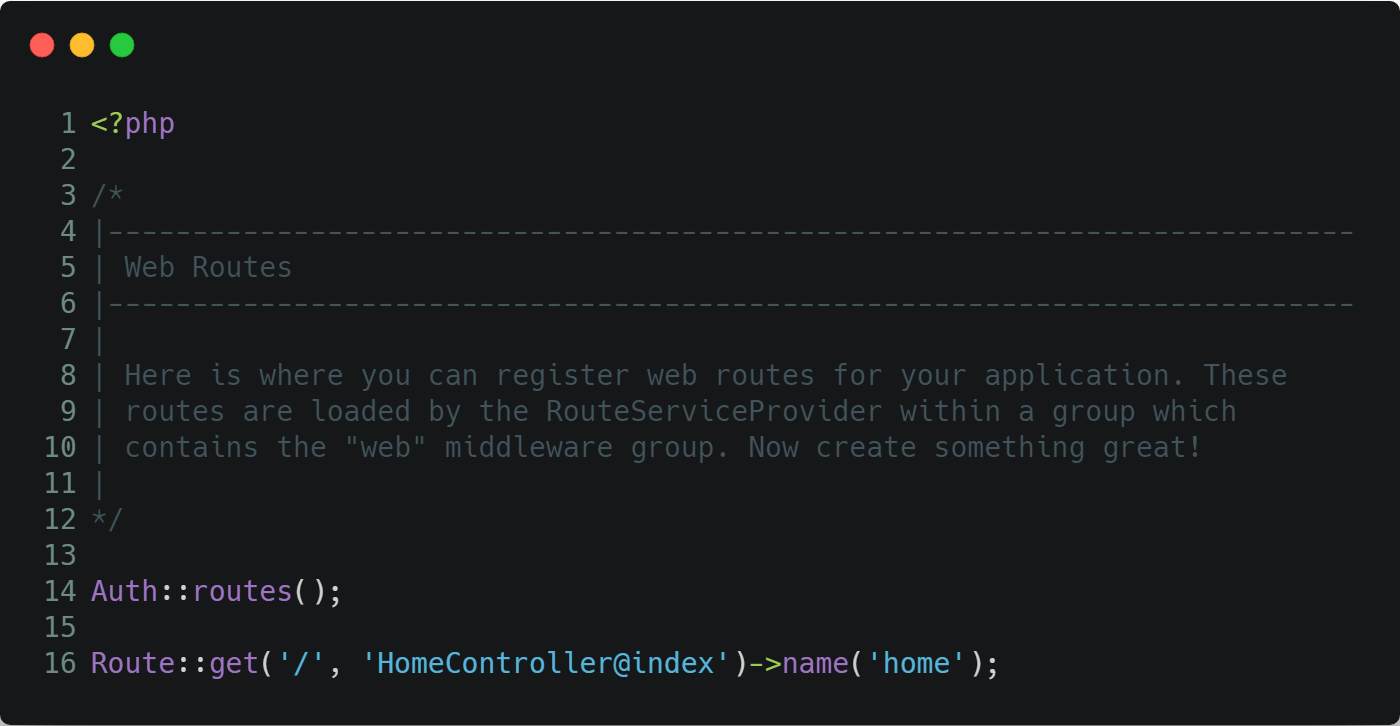 1 <?php
2
3 /*
4 |--------------------------------------------------------------------------
5 | Web Routes
6 |--------------------------------------------------------------------------
7 |
8 | Here is where you can register web routes for your application. These
9 | routes are loaded by the RouteServiceProvider within a group which
10 | contains the "web" middleware group. Now create something great!
11 |
12 */
13
14 Auth::routes();
15
16 Route::get('/', 'HomeController@index')->name('home');